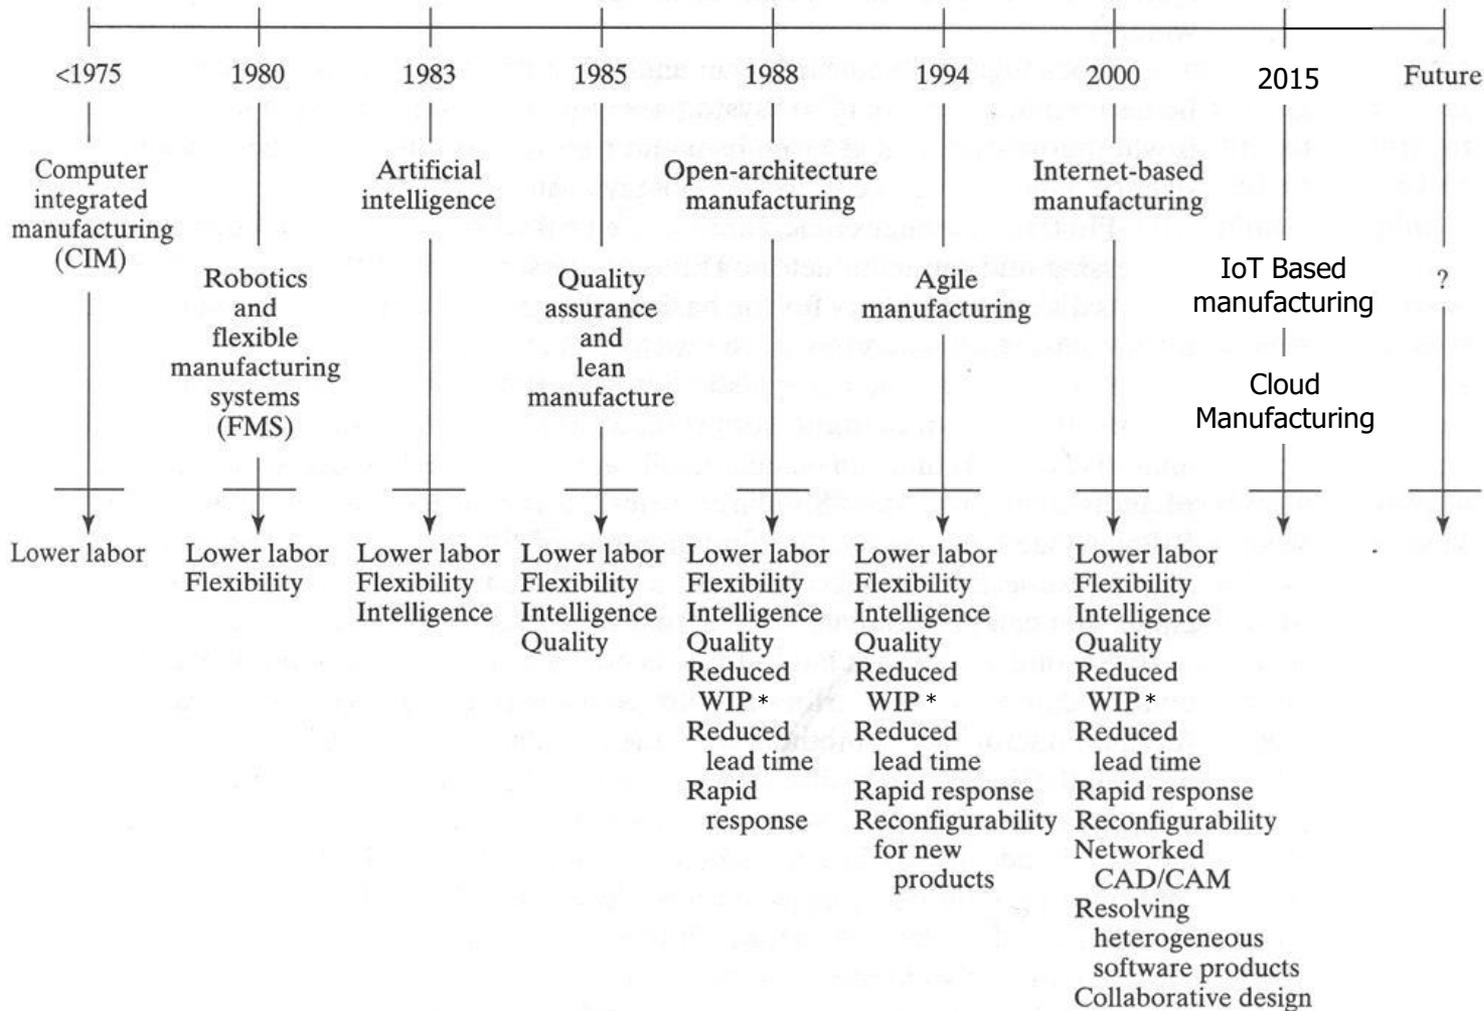 <1975
1980
1983
1985
1988
1994
2000
2015
Future
Computer
integrated
manufacturing
(CIM)
Robotics
and
flexible
manufacturing
systems
(FMS)
Artificial
intelligence
Quality
assurance
and
lean
manufacture
Open-architecture
manufacturing
Agile
manufacturing
Internet-based
manufacturing
IoT Based
manufacturing
Cloud
Manufacturing
?
Lower labor
Lower labor
Flexibility
Lower labor
Flexibility
Intelligence
Lower labor
Flexibility
Intelligence
Quality
Lower labor
Flexibility
Intelligence
Quality
Reduced
WIP *
Reduced
lead time
Rapid
response
Lower labor
Flexibility
Intelligence
Quality
Reduced
WIP *
Reduced
lead time
Rapid response
Reconfigurability
for new
products
Lower labor
Flexibility
Intelligence
Quality
Reduced
WIP *
Reduced
lead time
Rapid response
Reconfigurability
Networked
CAD/CAM
Resolving
heterogeneous
software products
Collaborative design